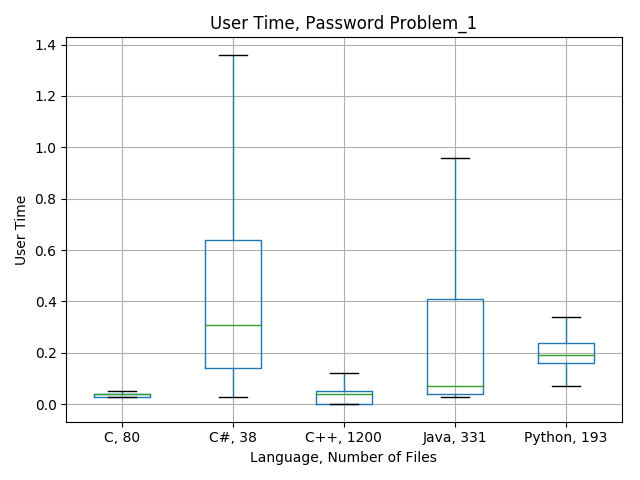 User Time, Password Problem_1
1.4
1.2
1.0
0.8
0.6
0.4
0.2
0.0
User Time
C, 80
C#, 38
C++, 1200
Java, 331
Python, 193
Language, Number of Files